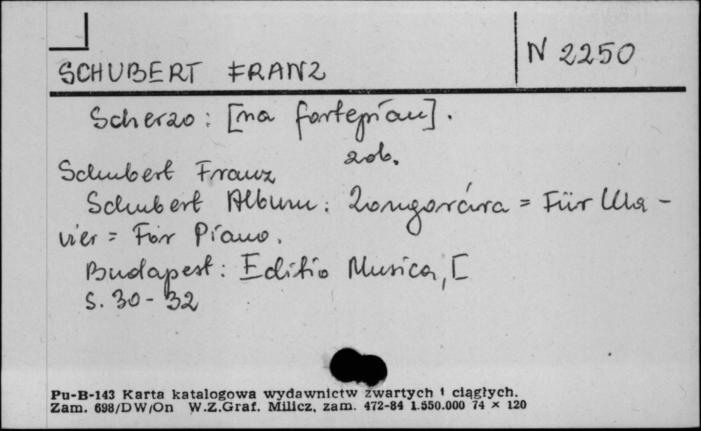 N 2250
SCHUBERT FRANZ
Scherzo: [na fortepian].
zob.
Schubert Franz
Schubert Album: Zongorára = Für Kla-
vier = For Piano.
Budapest: Editio Musica, [
S. 30-32
Pu-B-143 Karta katalogowa wydawnictw zwartych i ciągłych.
Zam. 698/DW/On W.Z.Graf. Milicz, zam. 472-84 1.550.000 74 × 120